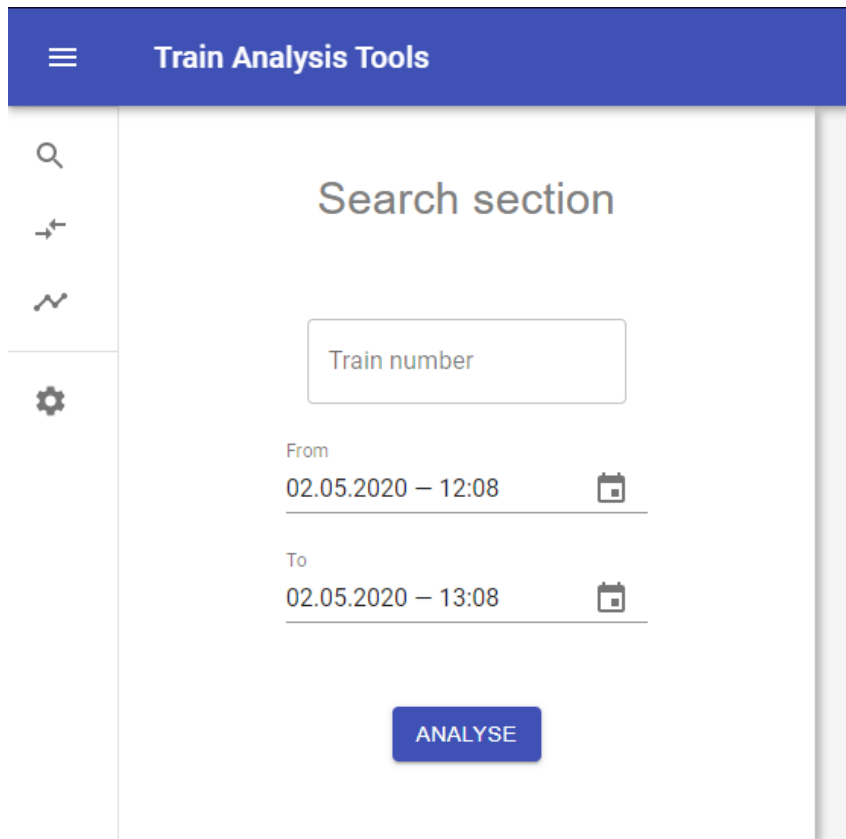 Train Analysis Tools
Search section
Train number
From
02.05.2020 — 12:08
To
02.05.2020 — 13:08
ANALYSE